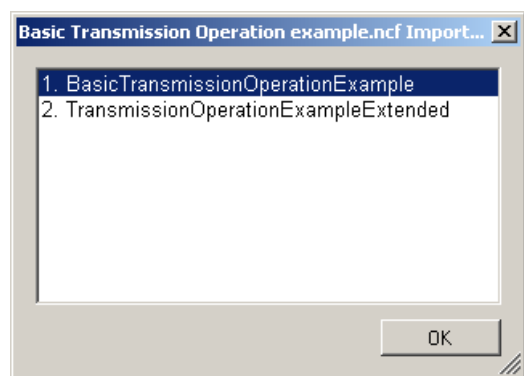 Basic Transmission Operation example.ncf Import...
1. BasicTransmissionOperationExample
2. TransmissionOperationExampleExtended
OK